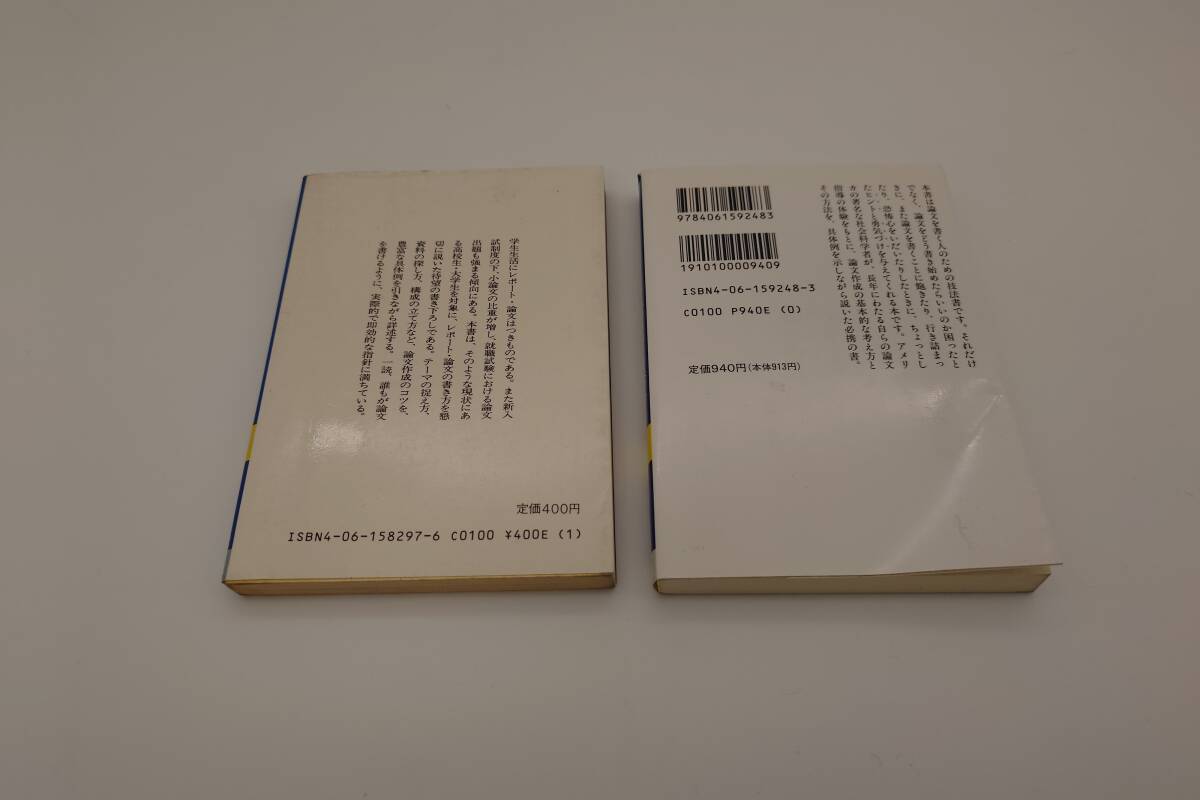 学生生活にレポート・論文はつきものである。また新入
試制度の下、小論文の比重が増し、就職試験における論文
出題も強まる傾向にある。本書は、そのような現状にあ
る高校生・大学生を対象に、レポート・論文の書き方を懇
切に説いた待望の書き下ろしである。テーマの捉え方、
資料の探し方、構成の立て方など、論文作成のコツを、
豊富な具体例を引きながら詳述する。一読、誰もが論文
を書けるように、実際的で即効的な指針に満ちている。
定価400円
ISBN4-06-158297-6 C0100 ¥400E (1)
9784061592483
1910100009409
ISBN4-06-159248-3
C0100 P940E (0)
定価940円(本体913円)
本書は論文を書く人のための技法書です。それだけ
でなく、論文をどう書き始めたらいいのか困ったと
きに、また論文を書くことに飽きたり、行き詰まっ
たり、恐怖心をいだいたりしたときに、ちょっとし
たヒントと勇気づけを与えてくれる本です。アメリ
カの著名な社会科学者が、長年にわたる自らの論文
指導の体験をもとに、論文作成の基本的な考え方と
その方法を、具体例を示しながら説いた必携の書。